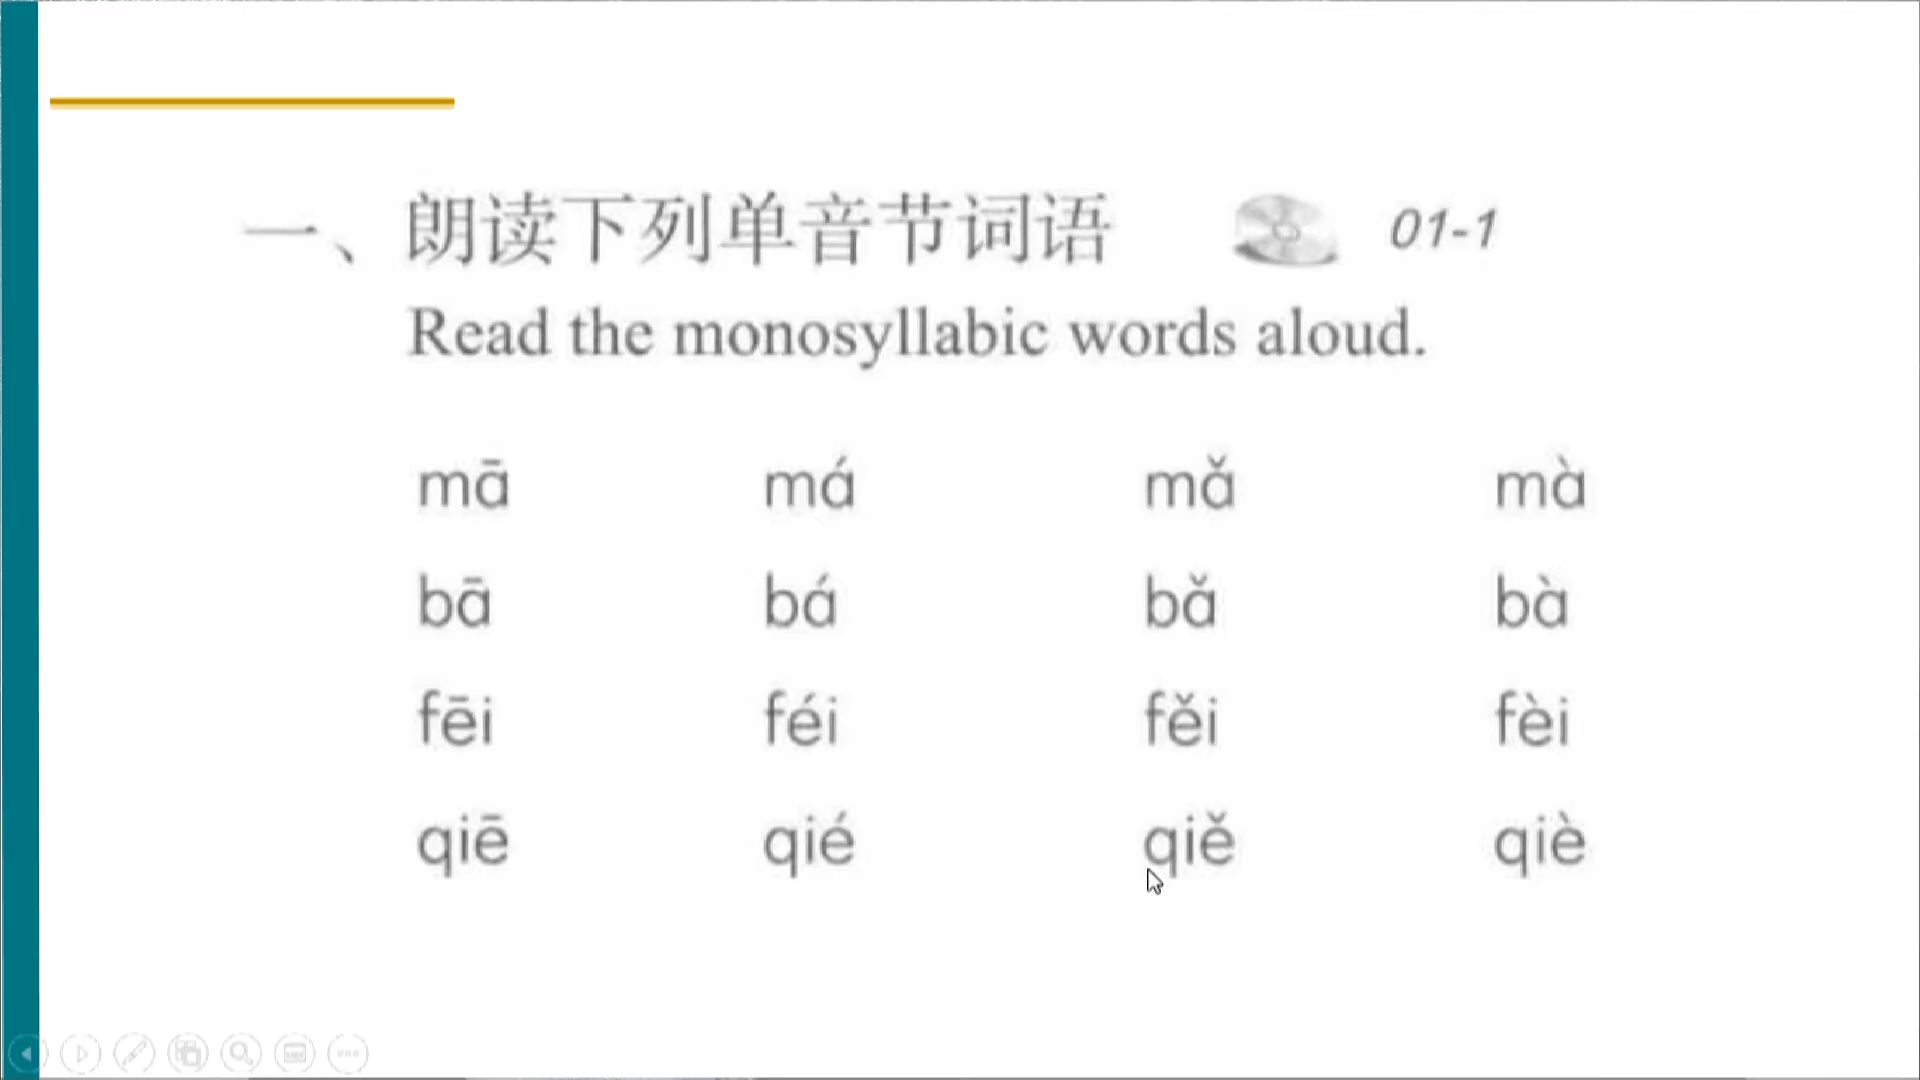 一、朗读下列单音节词语 01-1
Read the monosyllabic words aloud.
mā má mǎ mà
bā bá bǎ bà
fēi féi fěi fèi
qiē qié qiě qiè